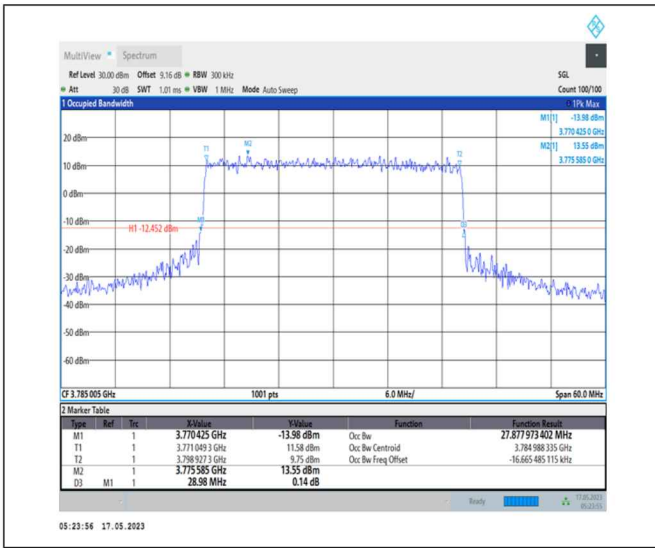 MultiView Spectrum
Ref Level 30.00 dBm Offset 9.16 dB RBW 300 kHz SGL
Att 30 dB SWT 1.01 ms VBW 1 MHz Mode Auto Sweep Count 100/100
1 Occupied Bandwidth 1Pk Max
M1[1] -13.98 dBm
3.770 425 0 GHz
M2[1] 13.55 dBm
3.775 585 0 GHz
20 dBm
T1 M2 T2
10 dBm
0 dBm
-10 dBm
M1 D3
H1 -12.452 dBm
-20 dBm
-30 dBm
-40 dBm
-50 dBm
-60 dBm
CF 3.785 005 GHz 1001 pts 6.0 MHz/ Span 60.0 MHz
2 Marker Table
Type Ref Trc X-Value Y-Value Function Function Result
M1 1 3.770425 GHz -13.98 dBm Occ Bw 27.877 973 402 MHz
T1 1 3.771 049 3 GHz 11.58 dBm Occ Bw Centroid 3.784 988 335 GHz
T2 1 3.798 927 3 GHz 9.75 dBm Occ Bw Freq Offset -16.665 485 115 kHz
M2 1 3.775 585 GHz 13.55 dBm
D3 M1 1 28.98 MHz 0.14 dB
Ready 17.05.2023
05:23:55
05:23:56 17.05.2023